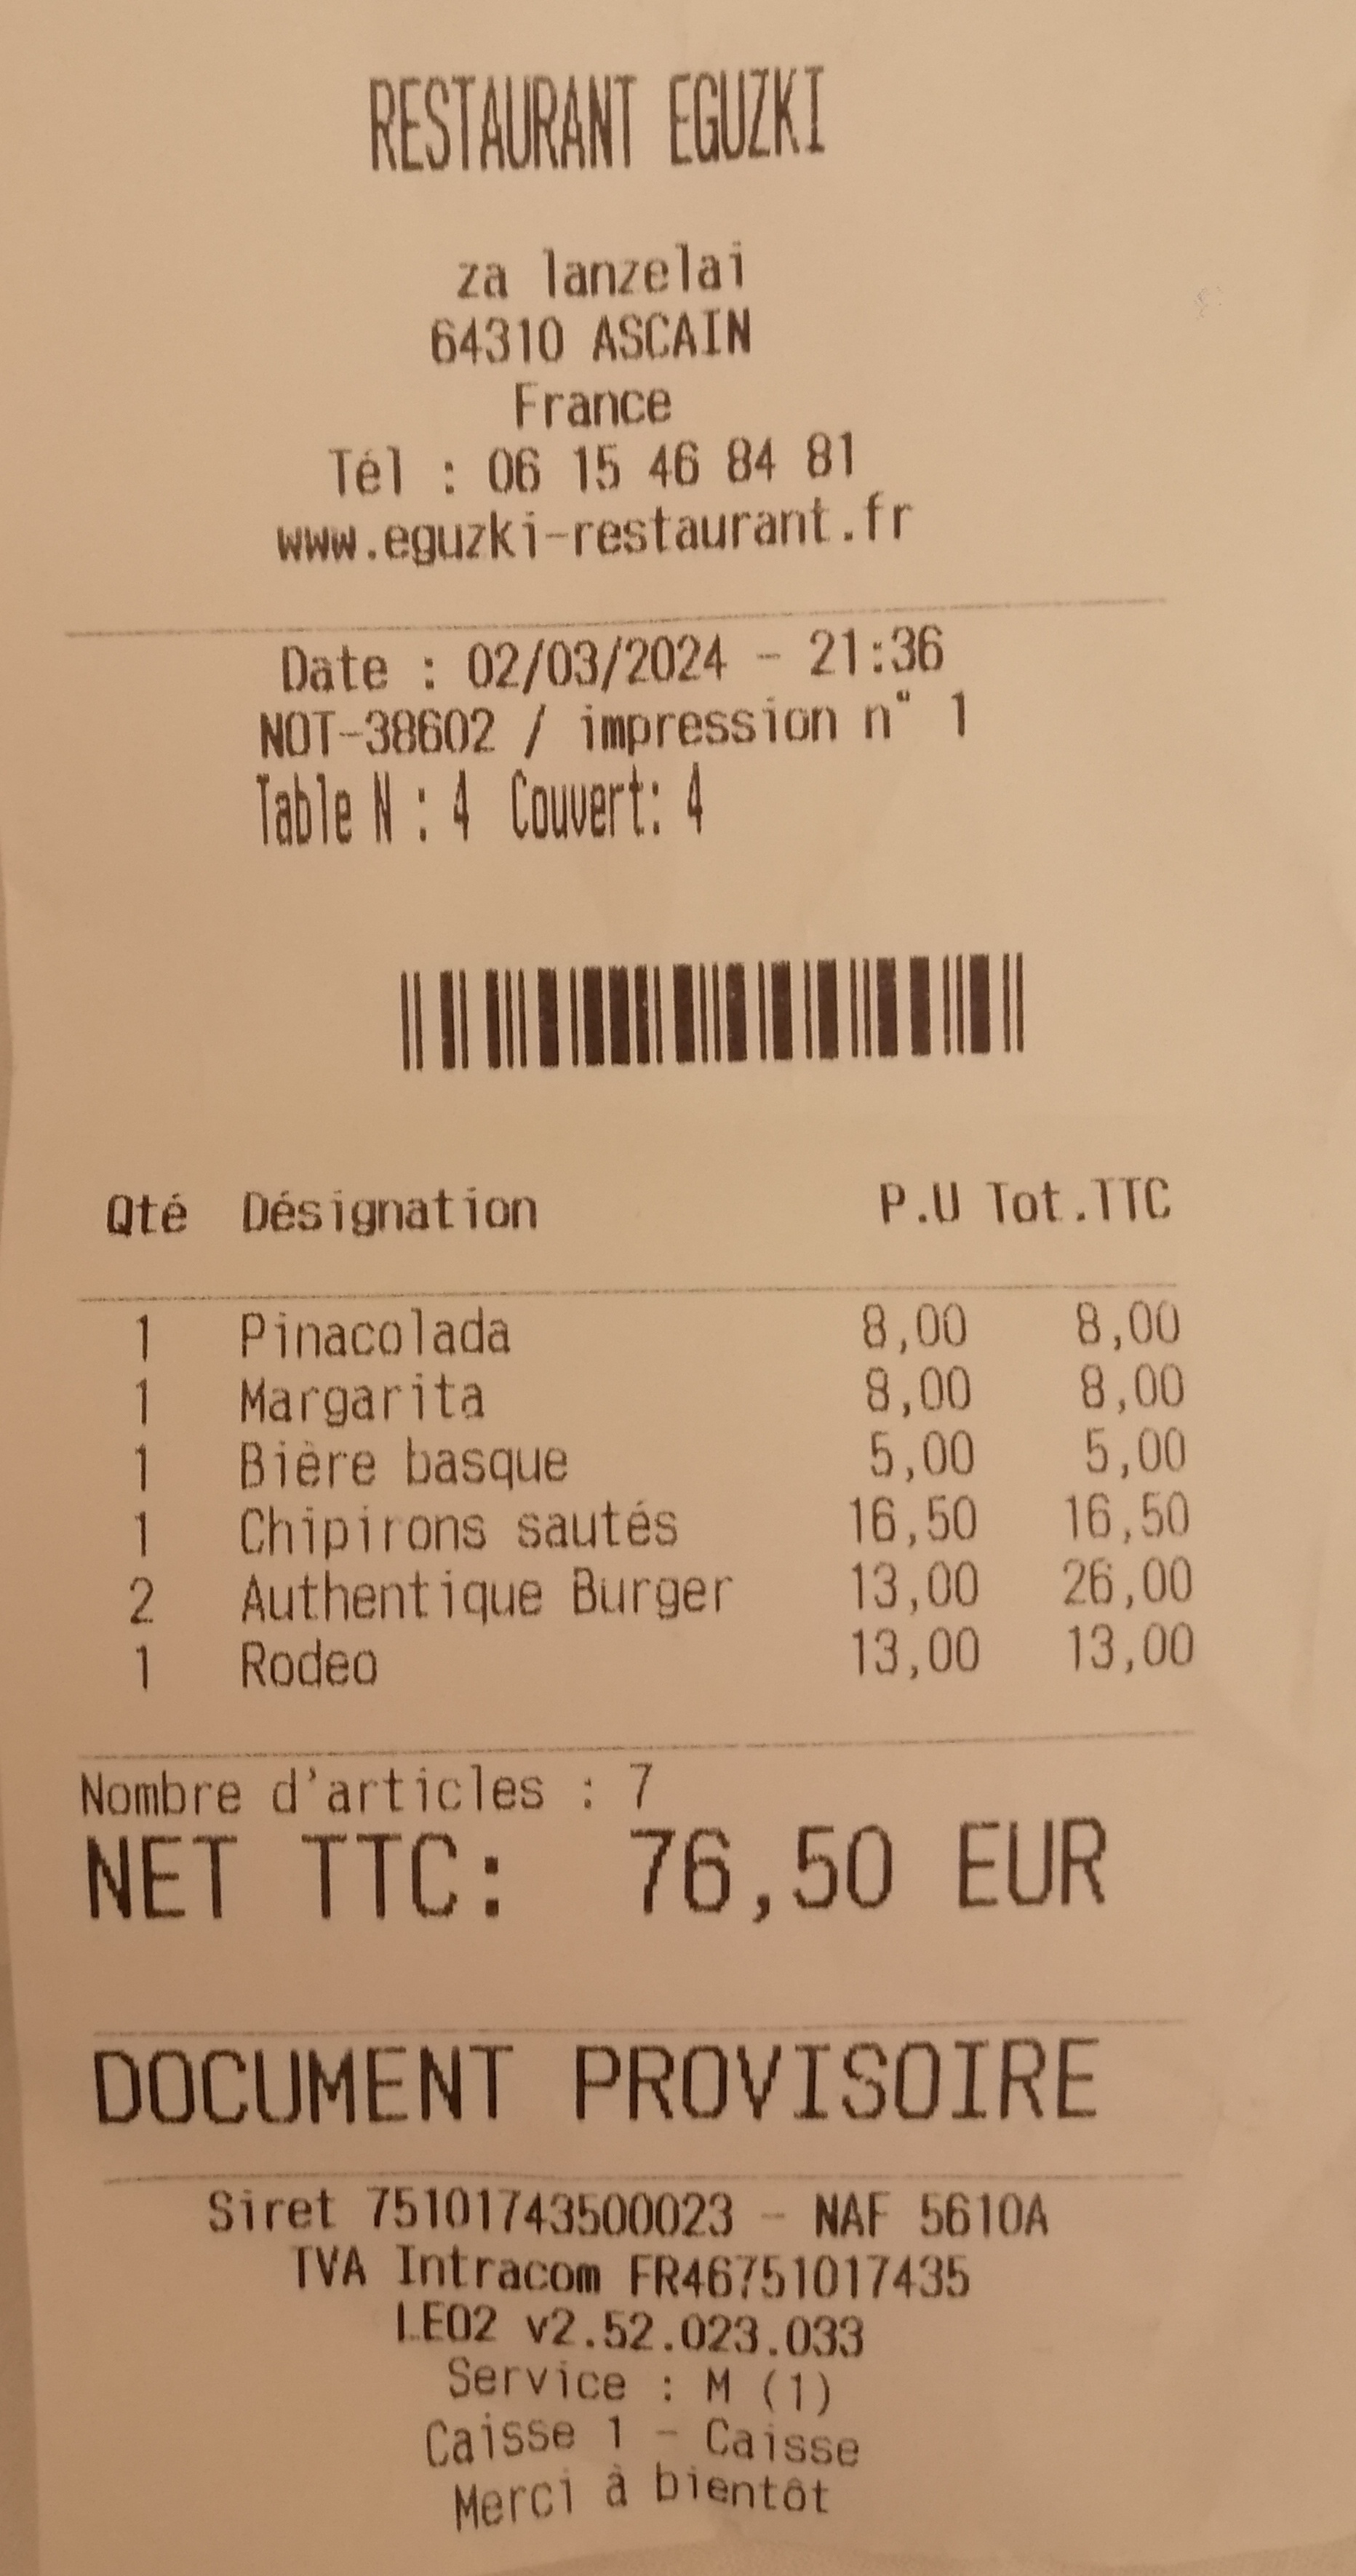 RESTAURANT EGUZKI
za lanzelai
64310 ASCAIN
France
Tél : 06 15 46 84 81
www.eguzki-restaurant.fr
Date : 02/03/2024 - 21:36
NOT-38602 / impression n° 1
Table N : 4 Couvert: 4
Qté Désignation P.U Tot.TTC
1 Pinacolada 8,00 8,00
1 Margarita 8,00 8,00
1 Bière basque 5,00 5,00
1 Chipirons sautés 16,50 16,50
2 Authentique Burger 13,00 26,00
1 Rodeo 13,00 13,00
Nombre d'articles : 7
NET TTC: 76,50 EUR
DOCUMENT PROVISOIRE
Siret 75101743500023 - NAF 5610A
TVA Intracom FR46751017435
LEO2 v2.52.023.033
Service : M (1)
Caisse 1 - Caisse
Merci à bientôt